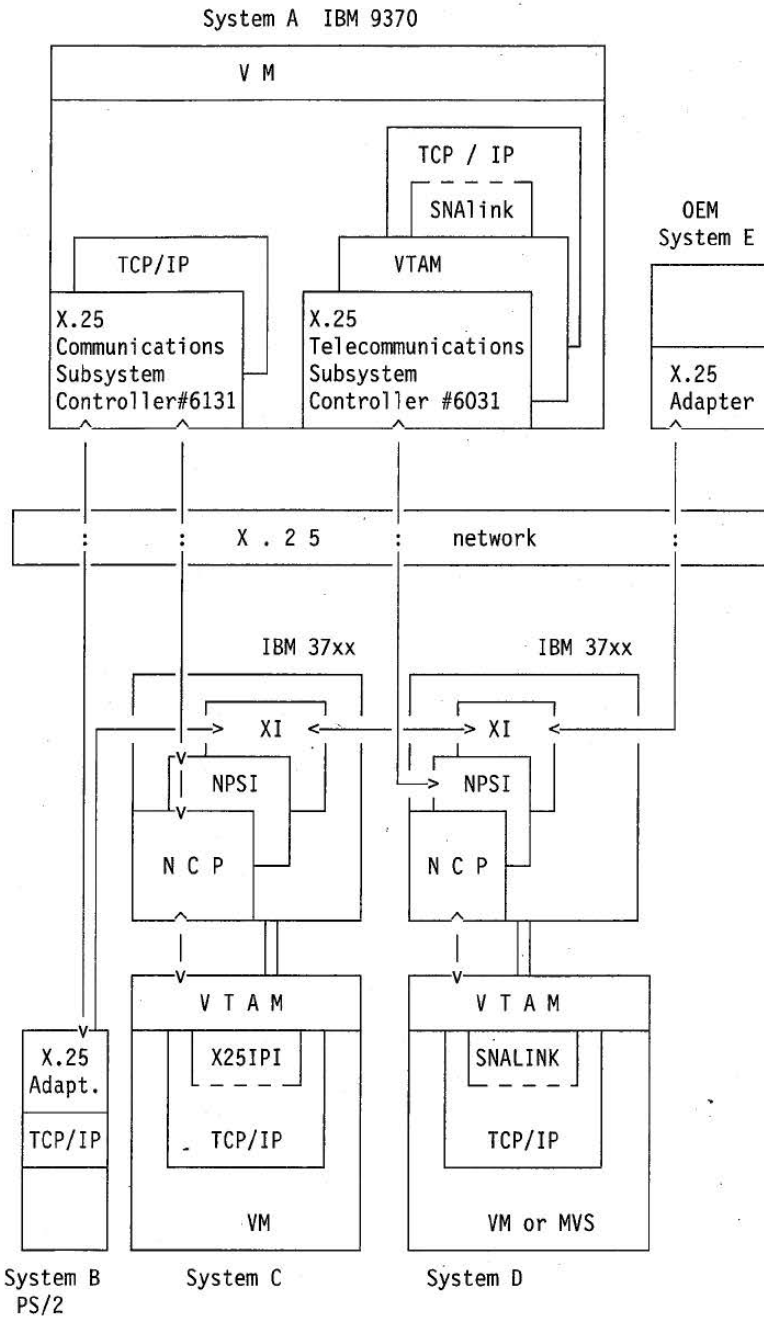 System A IBM 9370
V M
TCP / IP
SNAlink
OEM
System E
TCP/IP
VTAM
X.25
Communications
Subsystem
Controller#6131
X.25
Telecommunications
Subsystem
Controller #6031
X.25
Adapter
: : X . 2 5 : network :
IBM 37xx
IBM 37xx
XI
XI
NPSI
NPSI
N C P
N C P
V T A M
V T A M
X.25
Adapt.
X25IPI
SNALINK
TCP/IP
TCP/IP
TCP/IP
VM
VM or MVS
System B
PS/2
System C
System D